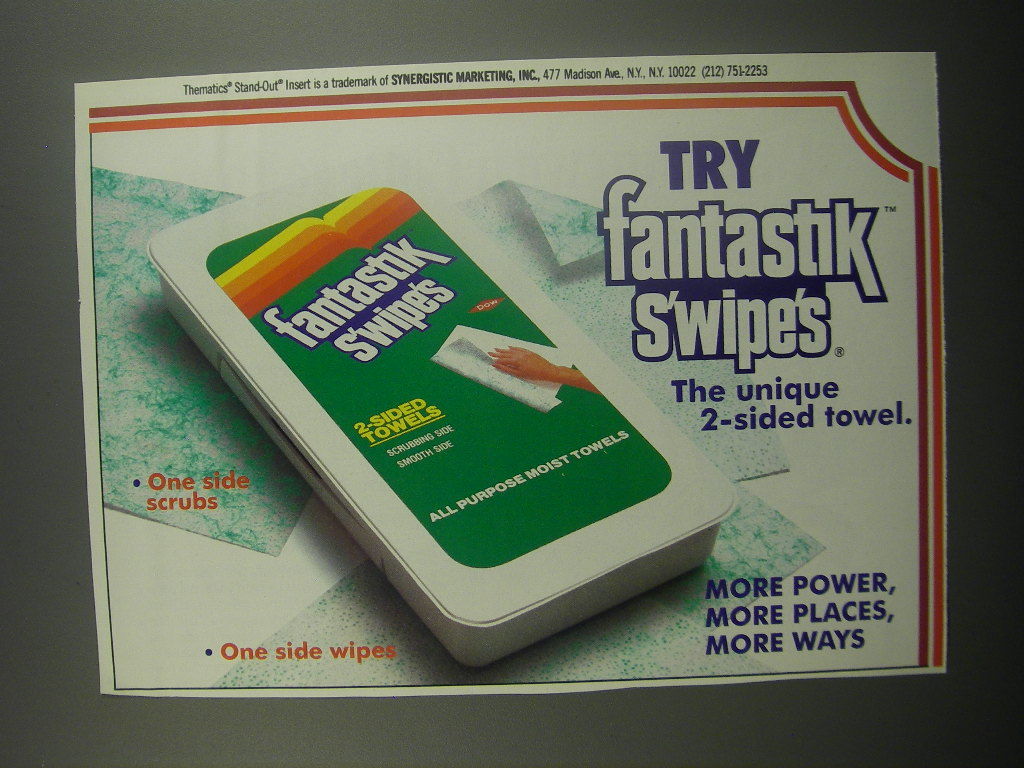 Thematics® Stand-Out® Insert is a trademark of SYNERGISTIC MARKETING, INC., 477 Madison Ave., N.Y., N.Y. 10022 (212) 751-2253
TRY
fantastik™
S'wipe's®
The unique
2-sided towel.
fantastik
S'wipe's
DOW
2-SIDED
TOWELS
SCRUBBING SIDE
SMOOTH SIDE
ALL PURPOSE MOIST TOWELS
• One side
scrubs
• One side wipes
MORE POWER,
MORE PLACES,
MORE WAYS